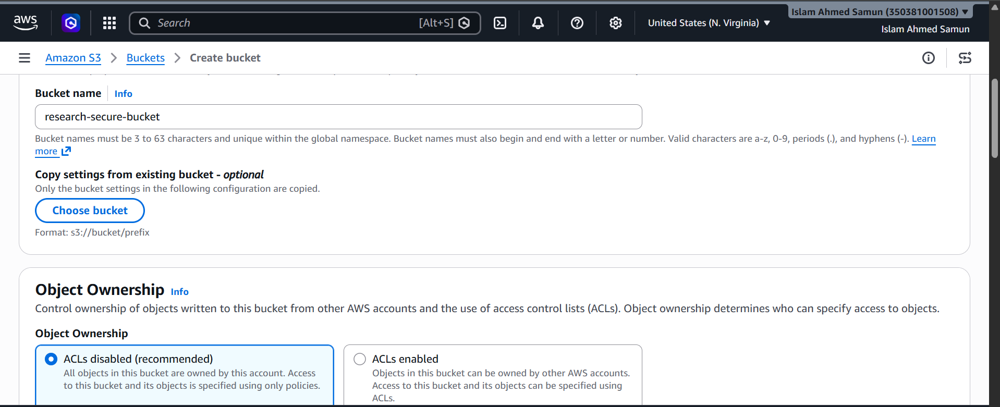 aws
Search
[Alt+S]
United States (N. Virginia)
Islam Ahmed Samun (350381001508)
Islam Ahmed Samun
Amazon S3
Buckets
Create bucket
Bucket name
Info
research-secure-bucket
Bucket names must be 3 to 63 characters and unique within the global namespace. Bucket names must also begin and end with a letter or number. Valid characters are a-z, 0-9, periods (.), and hyphens (-). Learn
more
Copy settings from existing bucket - optional
Only the bucket settings in the following configuration are copied.
Choose bucket
Format: s3://bucket/prefix
Object Ownership Info
Control ownership of objects written to this bucket from other AWS accounts and the use of access control lists (ACLs). Object ownership determines who can specify access to objects.
Object Ownership
ACLs disabled (recommended)
All objects in this bucket are owned by this account. Access
to this bucket and its objects is specified using only policies.
ACLs enabled
Objects in this bucket can be owned by other AWS accounts.
Access to this bucket and its objects can be specified using
ACLs.